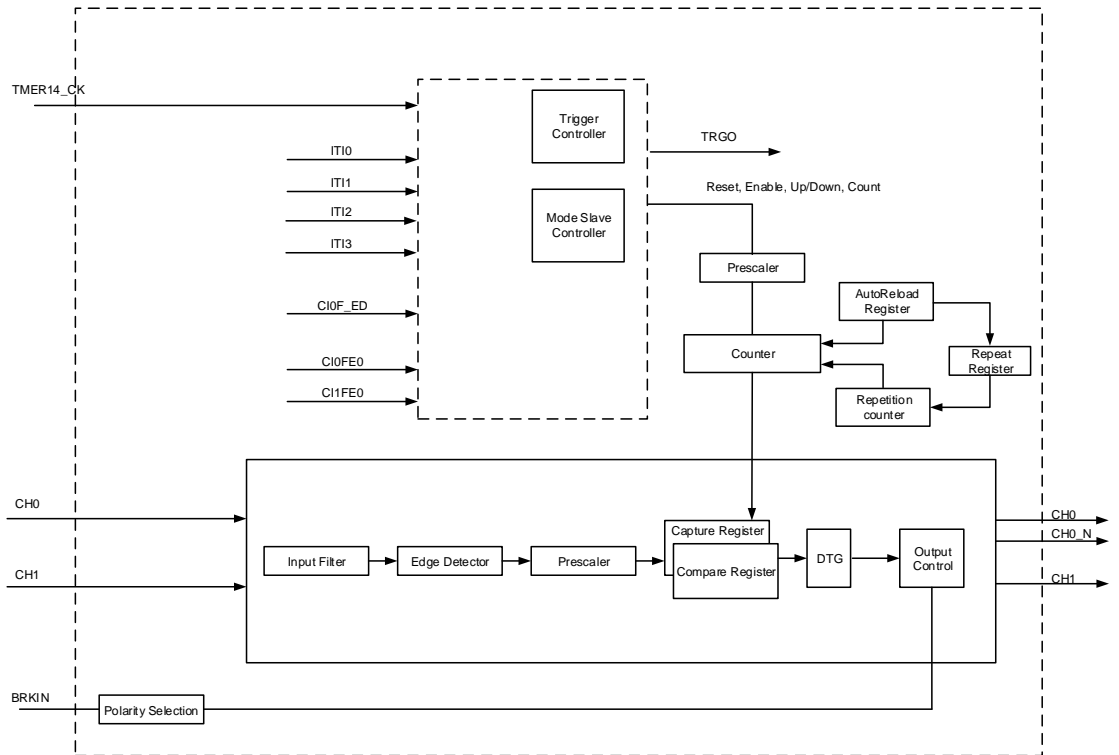 TMER14_CK
Trigger
Controller
TRGO
ITI0
ITI1
Reset, Enable, Up/Down, Count
ITI2
Mode Slave
Controller
ITI3
Prescaler
AutoReload
Register
CI0F_ED
Counter
Repeat
Register
CI0FE0
CI1FE0
Repetition
counter
CH0
CH0
Capture Register
CH0_N
Input Filter
Edge Detector
Prescaler
Compare Register
DTG
Output
Control
CH1
CH1
BRKIN
Polarity Selection